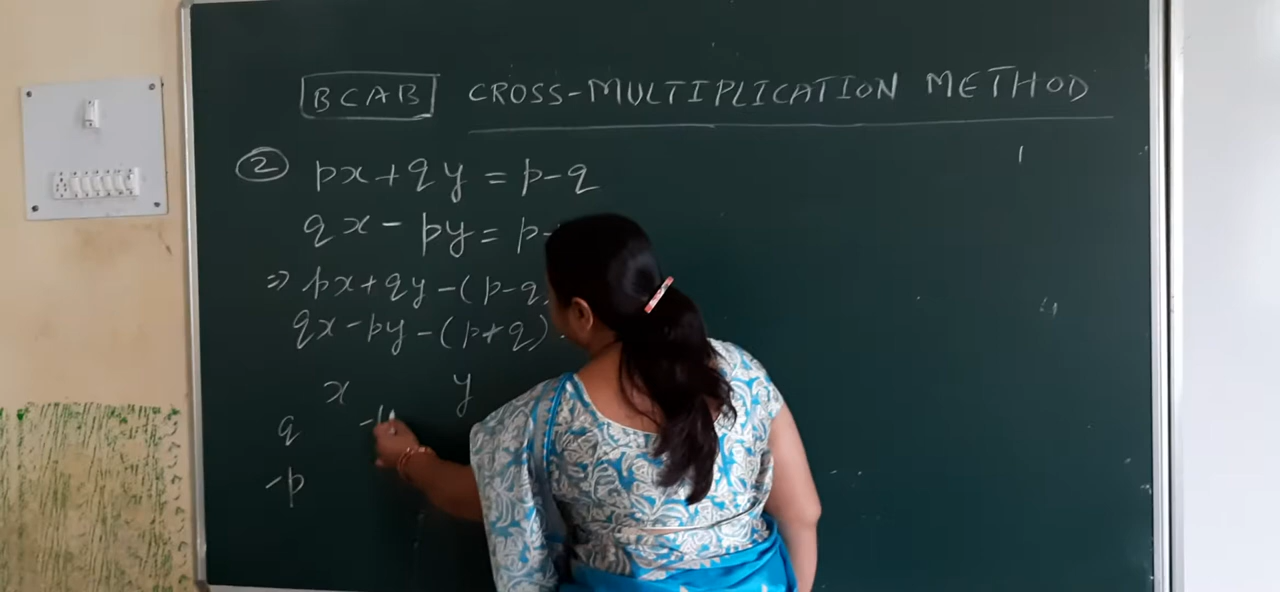 BCAB CROSS-MULTIPLICATION METHOD
② px+qy=p-q
qx-py=p-
⇒ px+qy-(p-q
qx-py-(p+q)
x y
q
-p